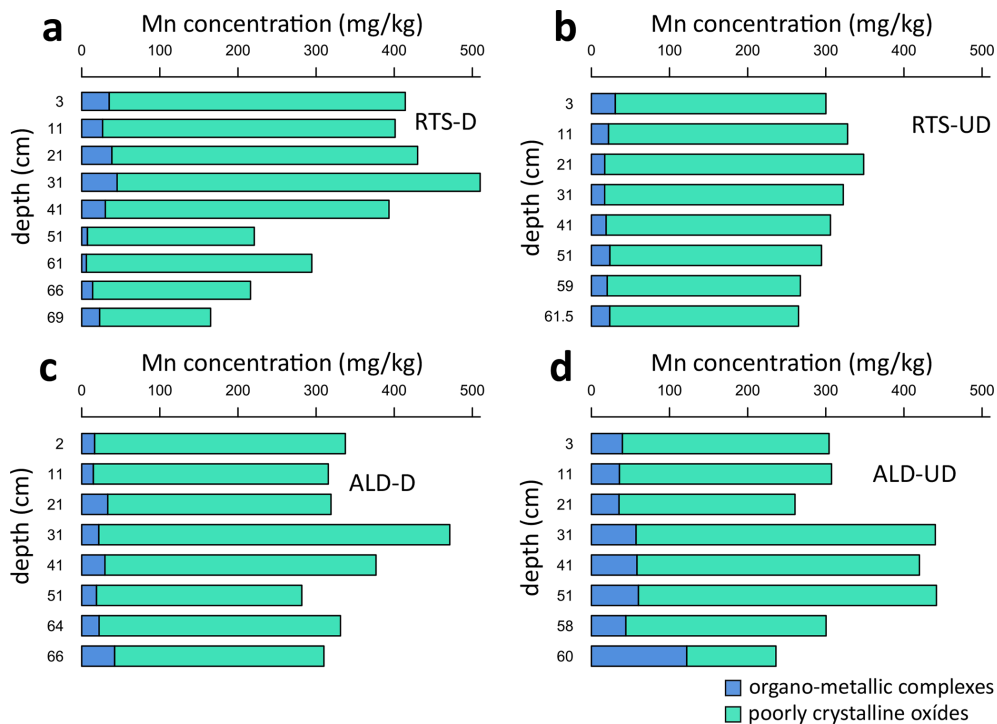 a Mn concentration (mg/kg)
0 100 200 300 400 500
depth (cm)
3
11
21
31
41
51
61
66
69
RTS-D
b Mn concentration (mg/kg)
0 100 200 300 400 500
depth (cm)
3
11
21
31
41
51
59
61.5
RTS-UD
c Mn concentration (mg/kg)
0 100 200 300 400 500
depth (cm)
2
11
21
31
41
51
64
66
ALD-D
d Mn concentration (mg/kg)
0 100 200 300 400 500
depth (cm)
3
11
21
31
41
51
58
60
ALD-UD
organo-metallic complexes
poorly crystalline oxídes